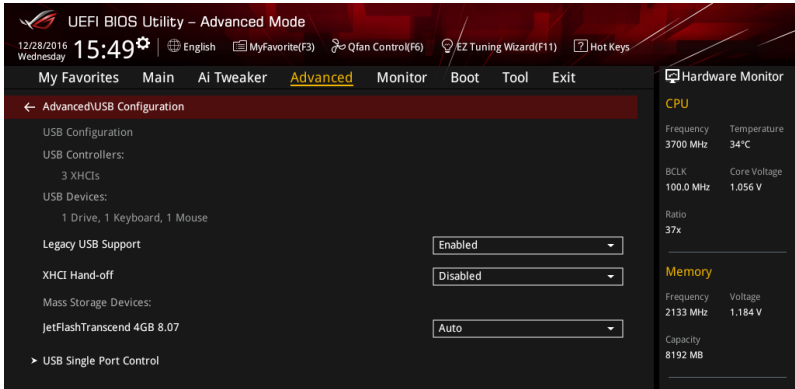 UEFI BIOS Utility – Advanced Mode
12/28/2016 Wednesday 15:49 English MyFavorite(F3) Qfan Control(F6) EZ Tuning Wizard(F11) ? Hot Keys
My Favorites Main Ai Tweaker Advanced Monitor Boot Tool Exit
Hardware Monitor
← Advanced\USB Configuration
USB Configuration
USB Controllers:
3 XHCIs
USB Devices:
1 Drive, 1 Keyboard, 1 Mouse
Legacy USB Support Enabled
XHCI Hand-off Disabled
Mass Storage Devices:
JetFlashTranscend 4GB 8.07 Auto
> USB Single Port Control
CPU
Frequency Temperature
3700 MHz 34°C
BCLK Core Voltage
100.0 MHz 1.056 V
Ratio
37x
Memory
Frequency Voltage
2133 MHz 1.184 V
Capacity
8192 MB